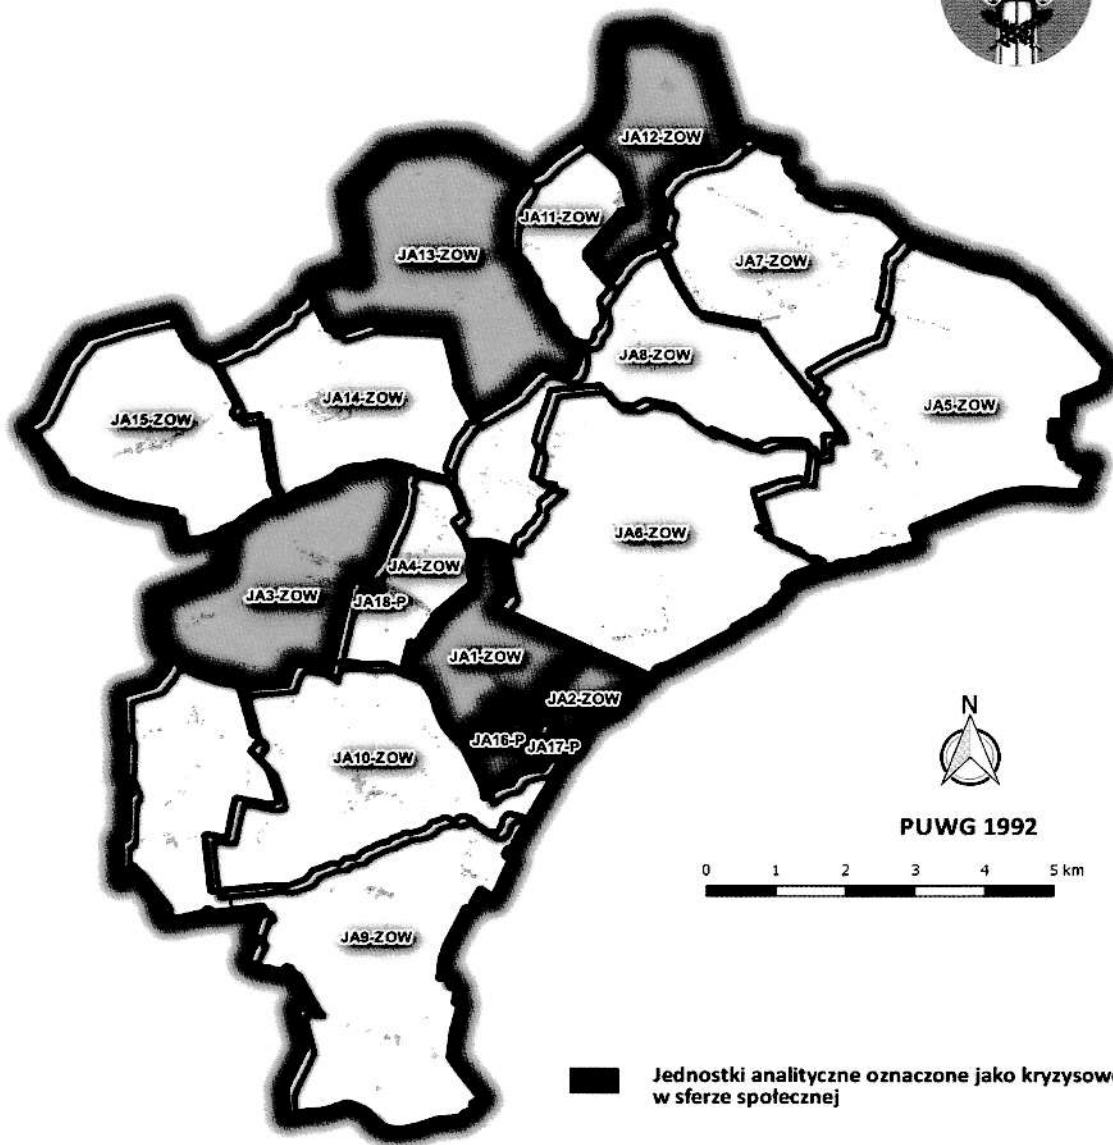 JA12-ZOW
JA11-ZOW
JA13-ZOW
JA7-ZOW
JA8-ZOW
JA14-ZOW
JA5-ZOW
JA15-ZOW
JA6-ZOW
JA4-ZOW
JA3-ZOW
JA18-P
JA1-ZOW
JA2-ZOW
JA16-P
JA17-P
JA10-ZOW
N
PUWG 1992
0 1 2 3 4 5 km
JA9-ZOW
Jednostki analityczne oznaczone jako kryzysowe
w sferze społecznej